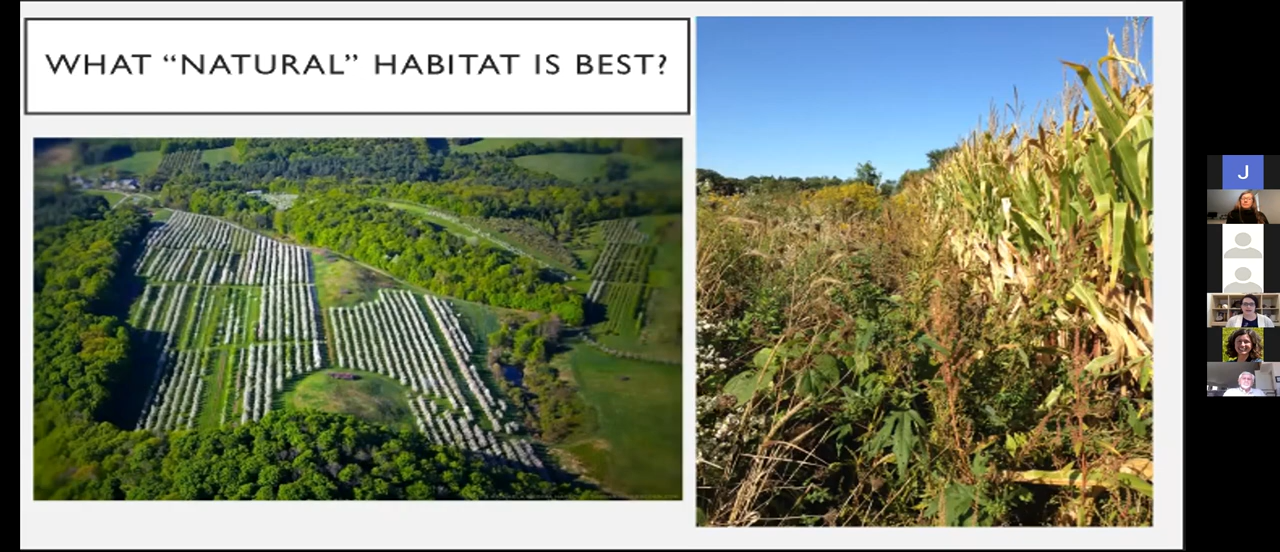 WHAT “NATURAL” HABITAT IS BEST?
J